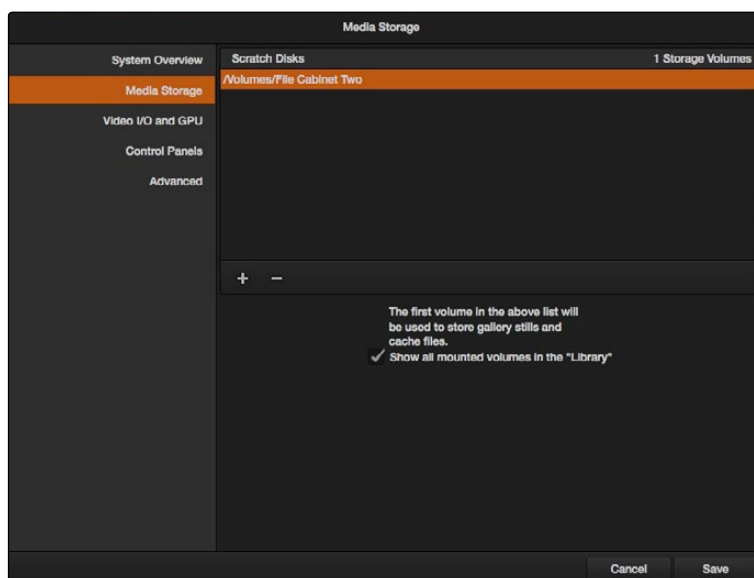 Media Storage
System Overview
Media Storage
Video I/O and GPU
Control Panels
Advanced
Scratch Disks
1 Storage Volumes
/Volumes/File Cabinet Two
+ −
The first volume in the above list will
be used to store gallery stills and
cache files.
Show all mounted volumes in the "Library"
Cancel
Save